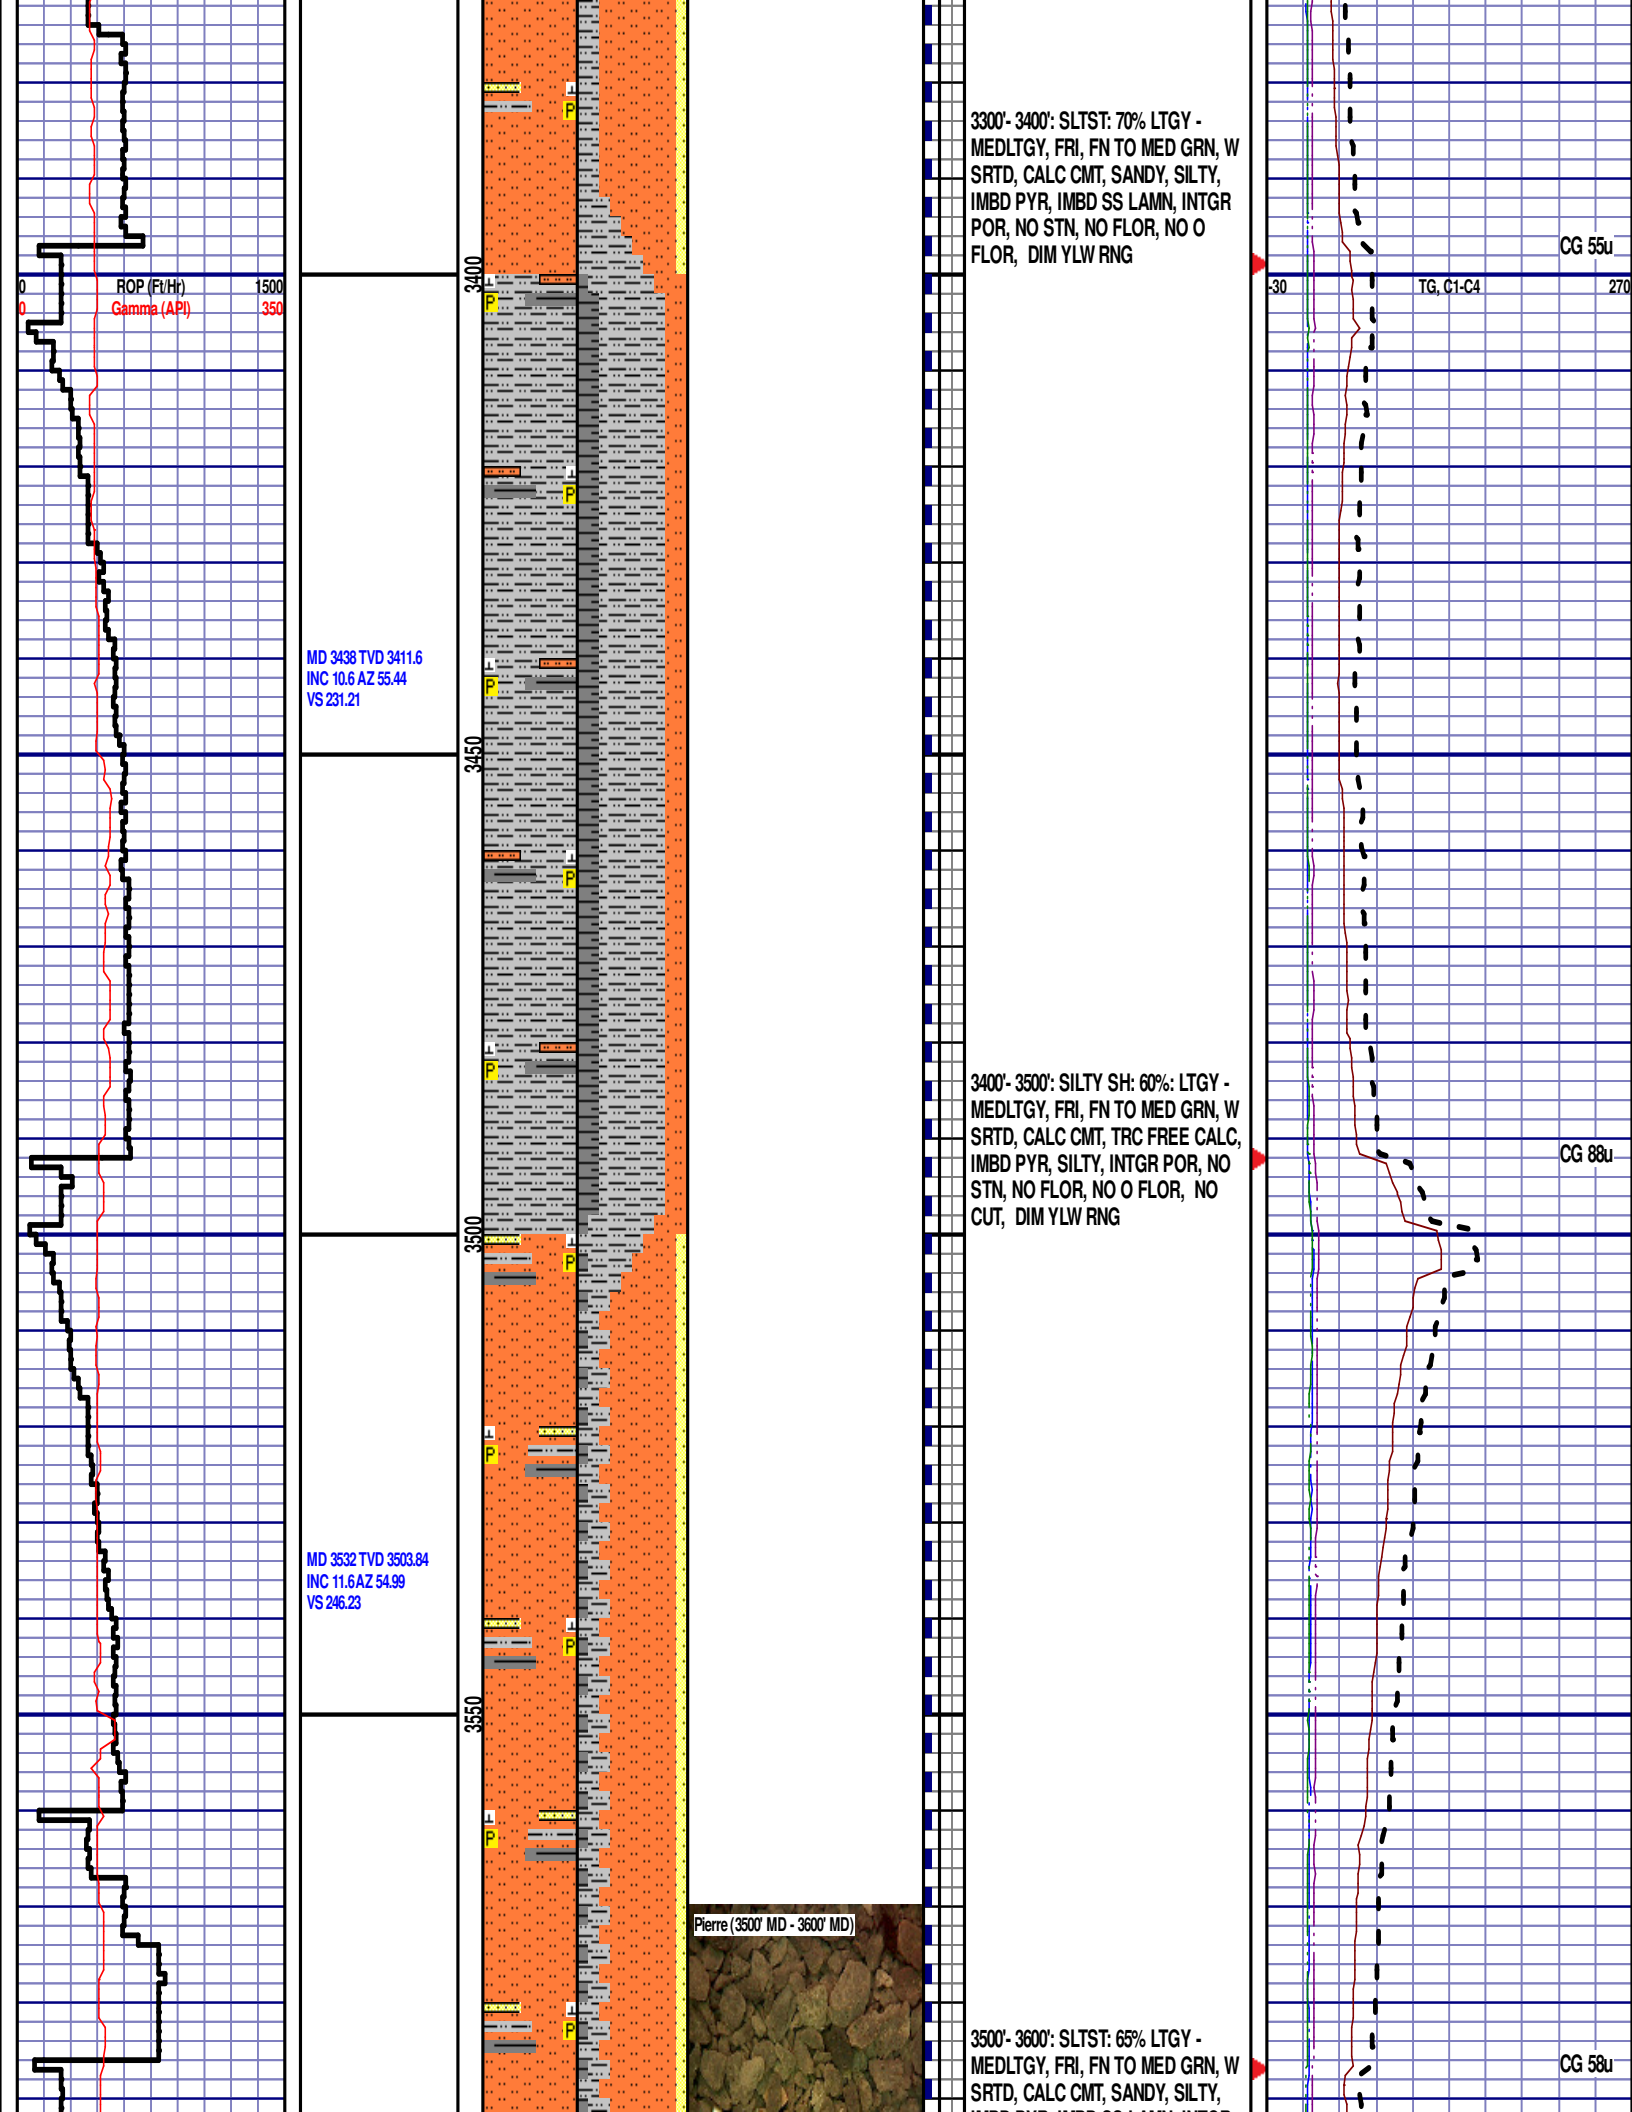 3300'- 3400': SLTST: 70% LTGY -
MEDLTGY, FRI, FN TO MED GRN, W
SRTD, CALC CMT, SANDY, SILTY,
IMBD PYR, IMBD SS LAMN, INTGR
POR, NO STN, NO FLOR, NO O
FLOR, DIM YLW RNG
CG 55u
3400
0 ROP (Ft/Hr) 1500
0 Gamma (API) 350
-30 TG, C1-C4 270
P
P
P
MD 3438 TVD 3411.6
INC 10.6 AZ 55.44
VS 231.21
P
3450
P
P
3400'- 3500': SILTY SH: 60%: LTGY -
MEDLTGY, FRI, FN TO MED GRN, W
SRTD, CALC CMT, TRC FREE CALC,
IMBD PYR, SILTY, INTGR POR, NO
STN, NO FLOR, NO O FLOR, NO
CUT, DIM YLW RNG
CG 88u
3500
P
P
MD 3532 TVD 3503.84
INC 11.6 AZ 54.99
VS 246.23
P
3550
P
Pierre (3500' MD - 3600' MD)
P
3500'- 3600': SLTST: 65% LTGY -
MEDLTGY, FRI, FN TO MED GRN, W
SRTD, CALC CMT, SANDY, SILTY,
CG 58u